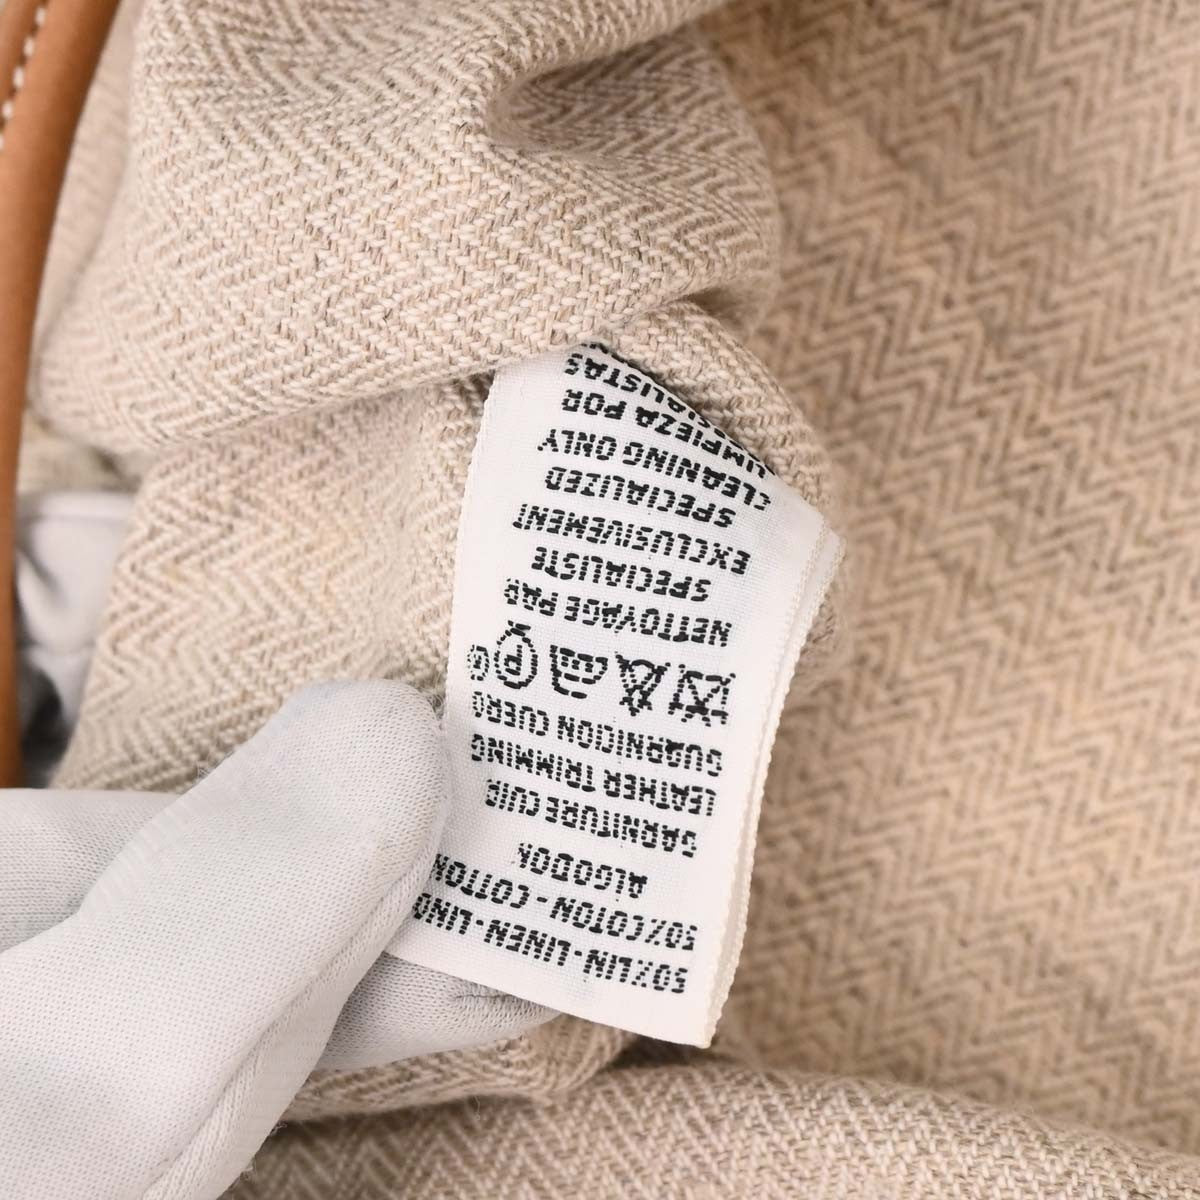 50%LIN-LINEN-LINO
50%COTON-COTTON
ALGODON
GARNITURE CUIR
LEATHER TRIMMING
GUARNICION CUERO
P
NETTOYAGE PAR
SPECIALISTE
EXCLUSIVEMENT
SPECIALIZED
CLEANING ONLY
LIMPIEZA POR